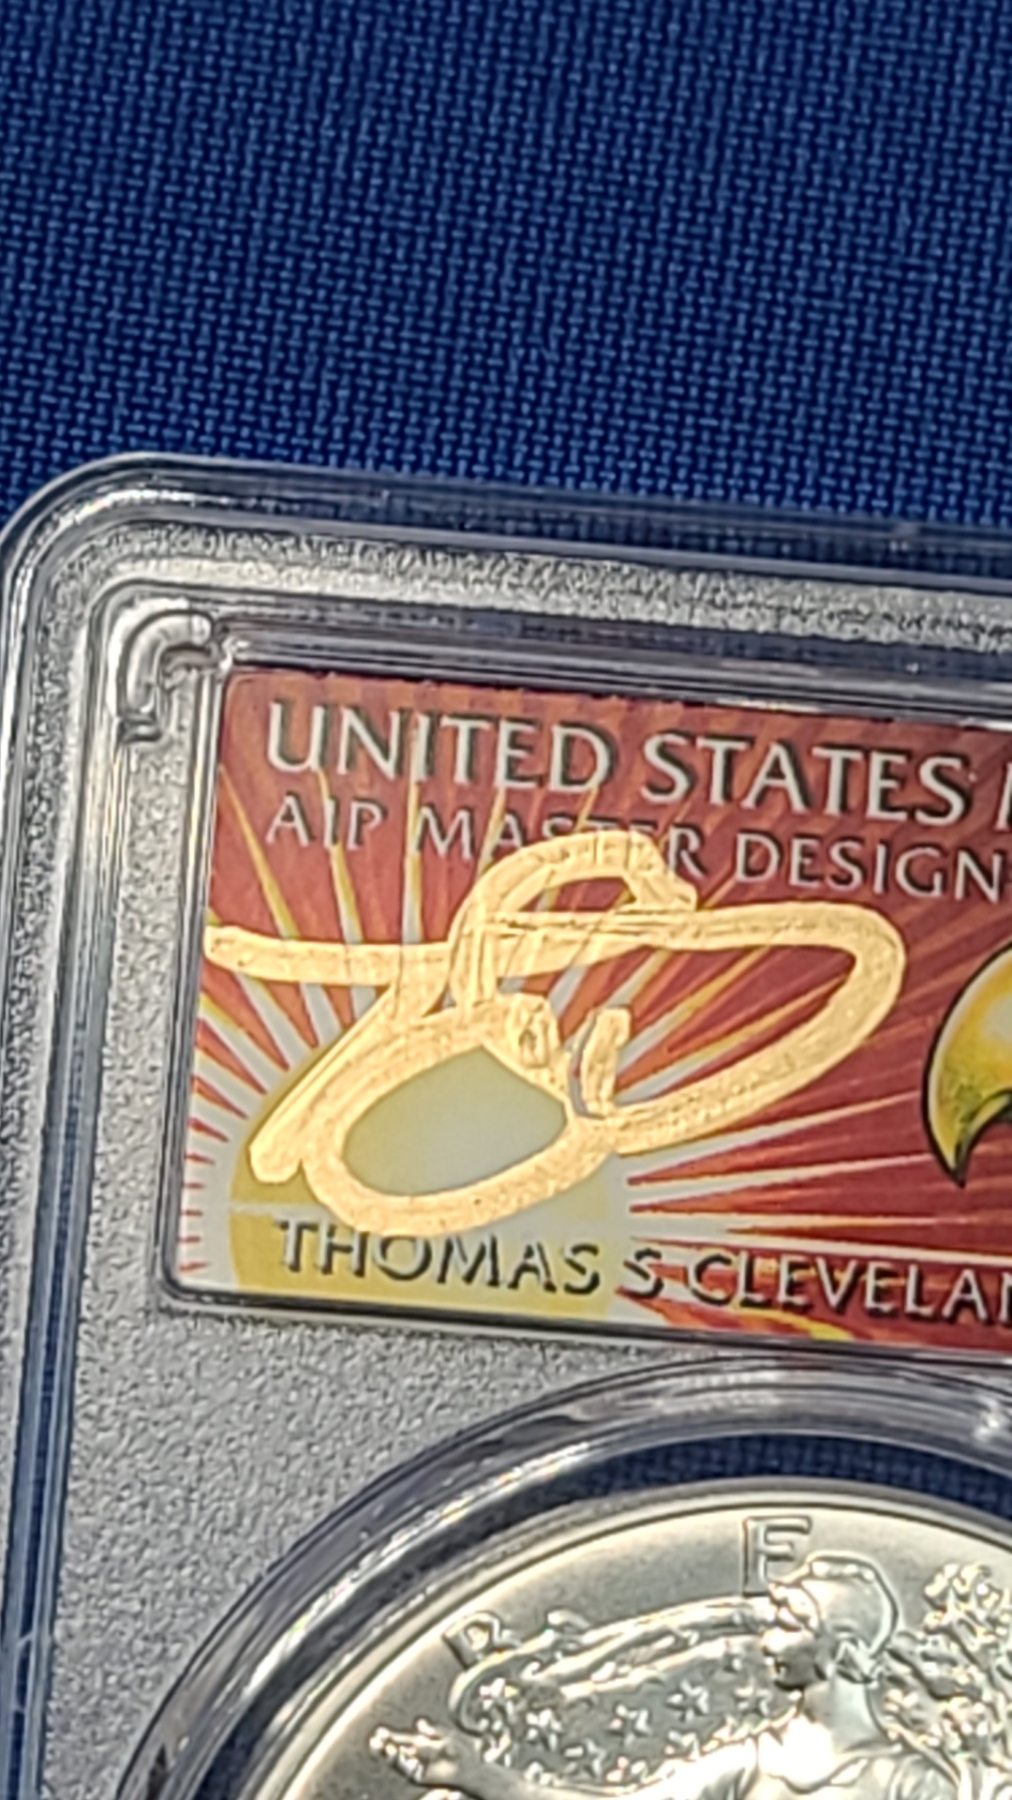 UNITED STATES
AIP MASTER DESIGN
THOMAS S CLEVELAN
E
R